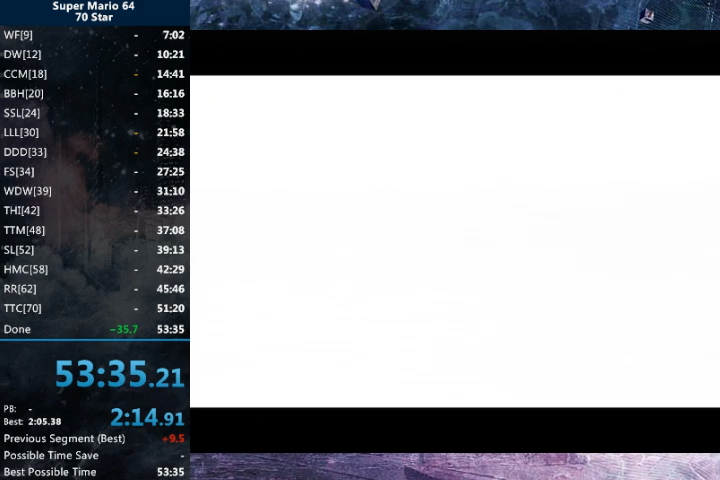 Super Mario 64
70 Star
WF[9] - 7:02
DW[12] - 10:21
CCM[18] - 14:41
BBH[20] - 16:16
SSL[24] - 18:33
LLL[30] - 21:58
DDD[33] - 24:38
FS[34] - 27:25
WDW[39] - 31:10
THI[42] - 33:26
TTM[48] - 37:08
SL[52] - 39:13
HMC[58] - 42:29
RR[62] - 45:46
TTC[70] - 51:20
Done −35.7 53:35
53:35.21
PB: -
Best: 2:05.38 2:14.91
Previous Segment (Best) +9.5
Possible Time Save -
Best Possible Time 53:35